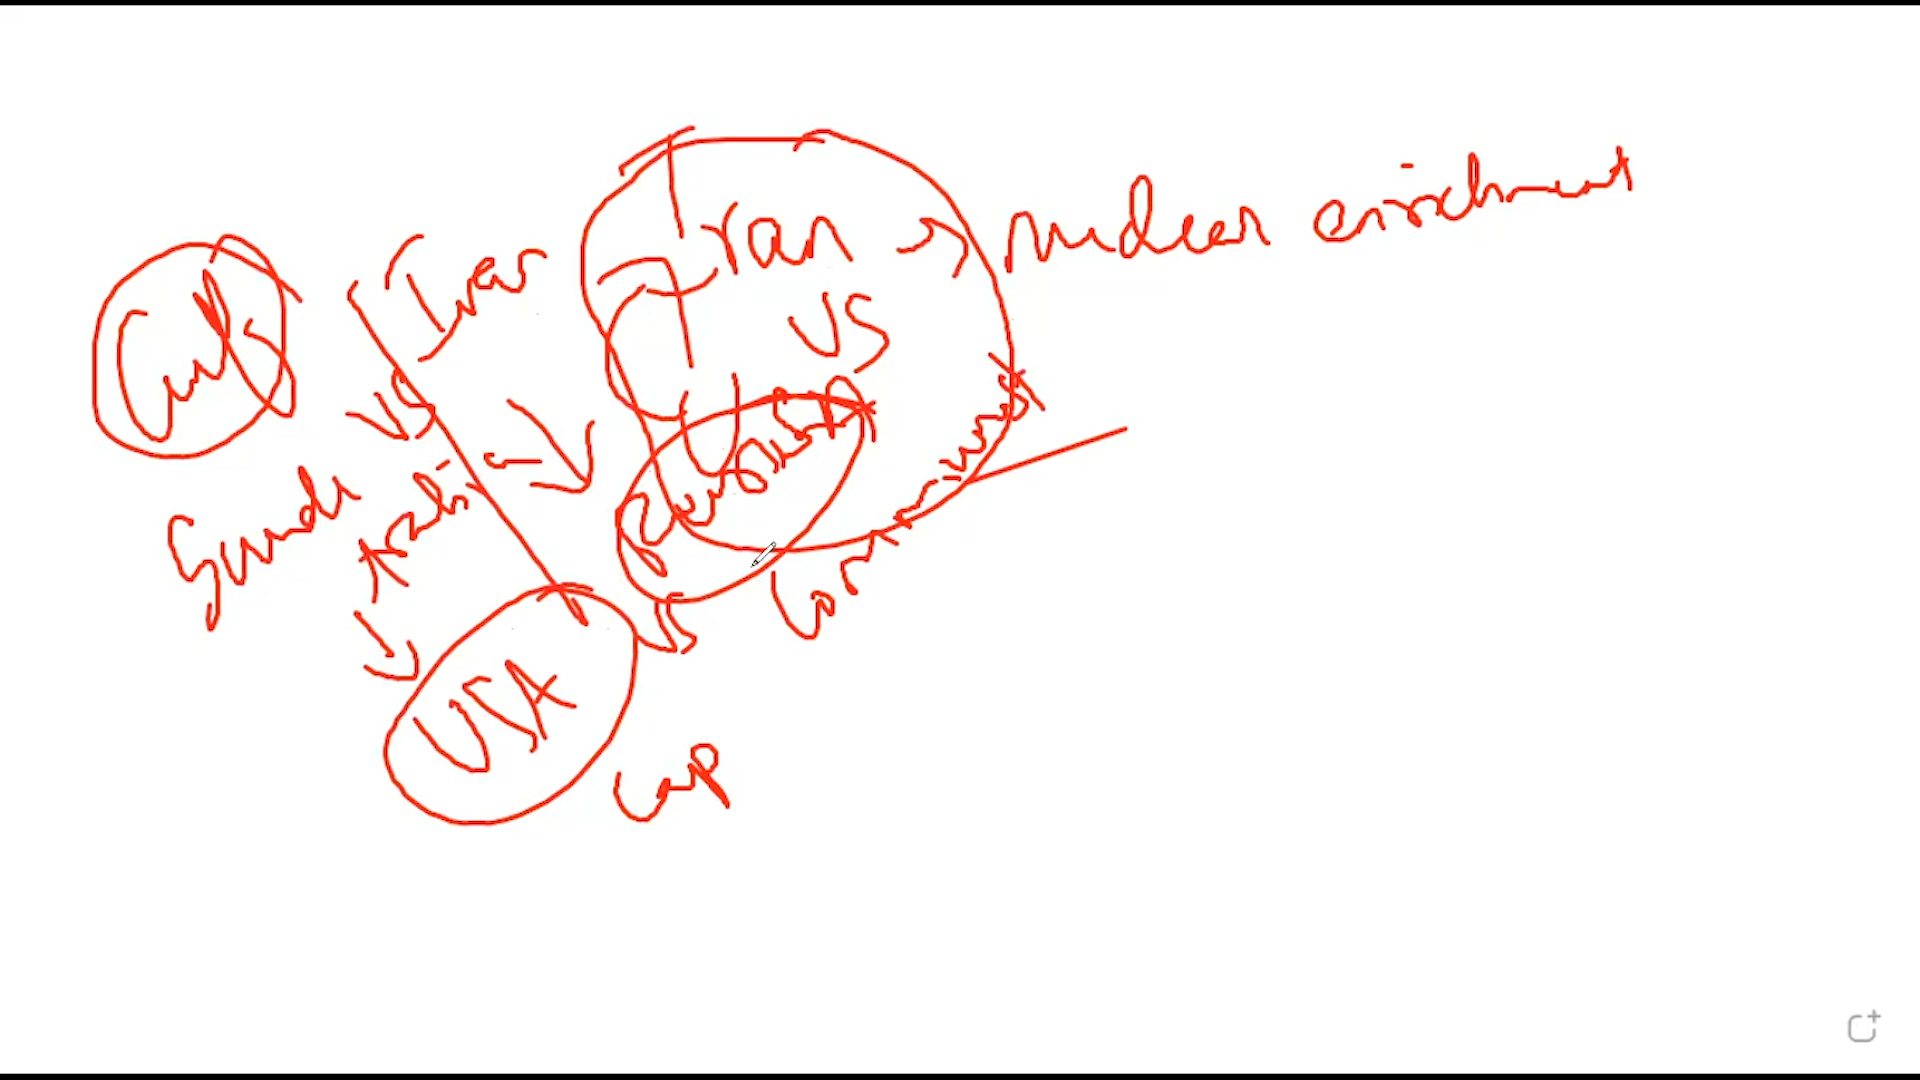 Iran → nuclear enrichment
VS
Gulf
Iran
VS
Saudi
Arabia
Russia
Communist
VS
USA
Cap